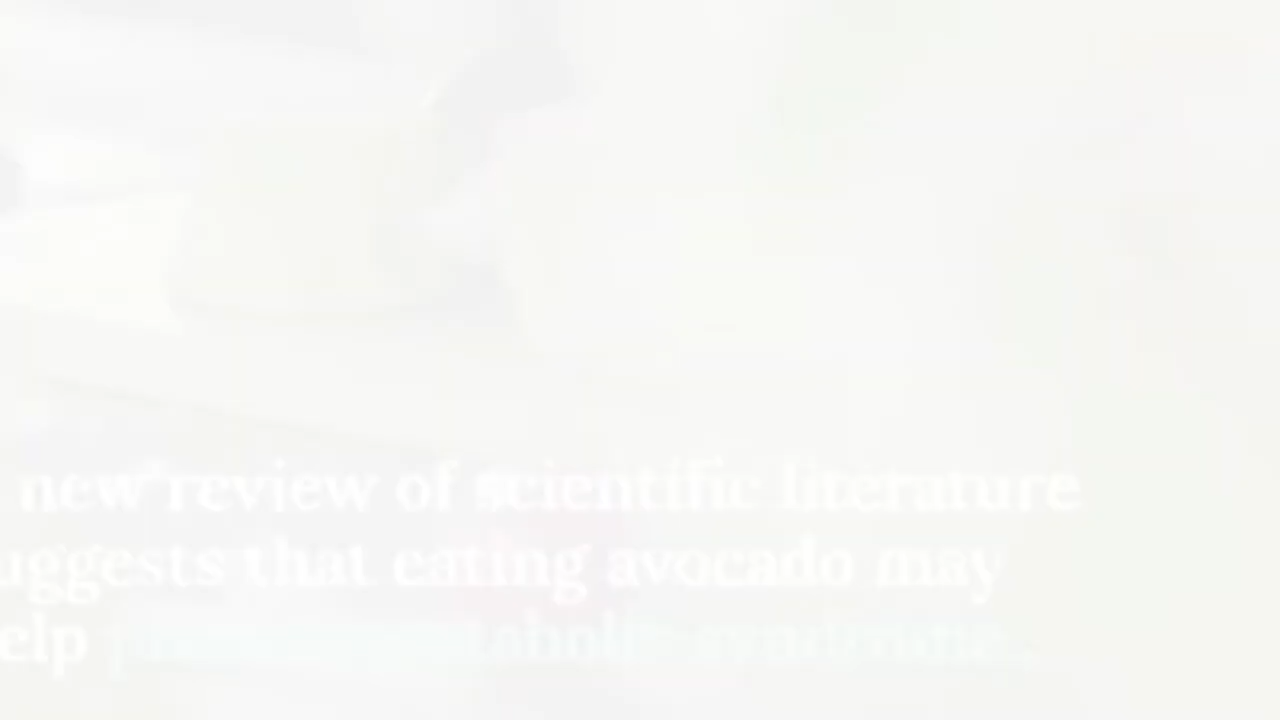 new review of scientific literature
uggests that eating avocado may
elp